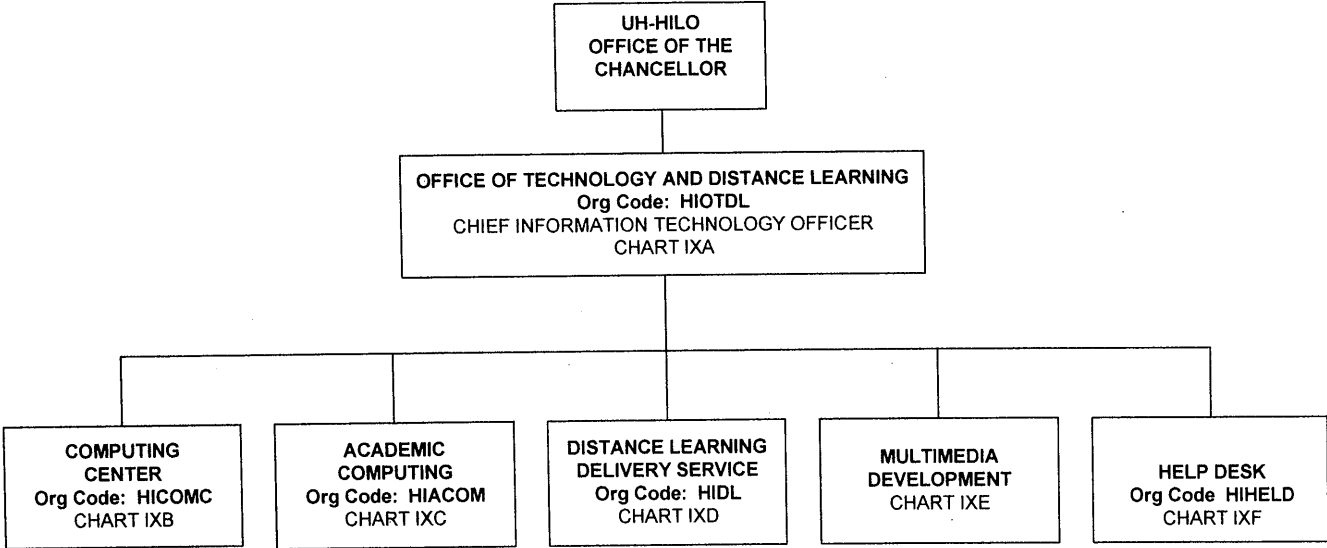 UH-HILO
OFFICE OF THE
CHANCELLOR
OFFICE OF TECHNOLOGY AND DISTANCE LEARNING
Org Code: HIOTDL
CHIEF INFORMATION TECHNOLOGY OFFICER
CHART IXA
COMPUTING
CENTER
Org Code: HICOMC
CHART IXB
ACADEMIC
COMPUTING
Org Code: HIACOM
CHART IXC
DISTANCE LEARNING
DELIVERY SERVICE
Org Code: HIDL
CHART IXD
MULTIMEDIA
DEVELOPMENT
CHART IXE
HELP DESK
Org Code HIHELD
CHART IXF